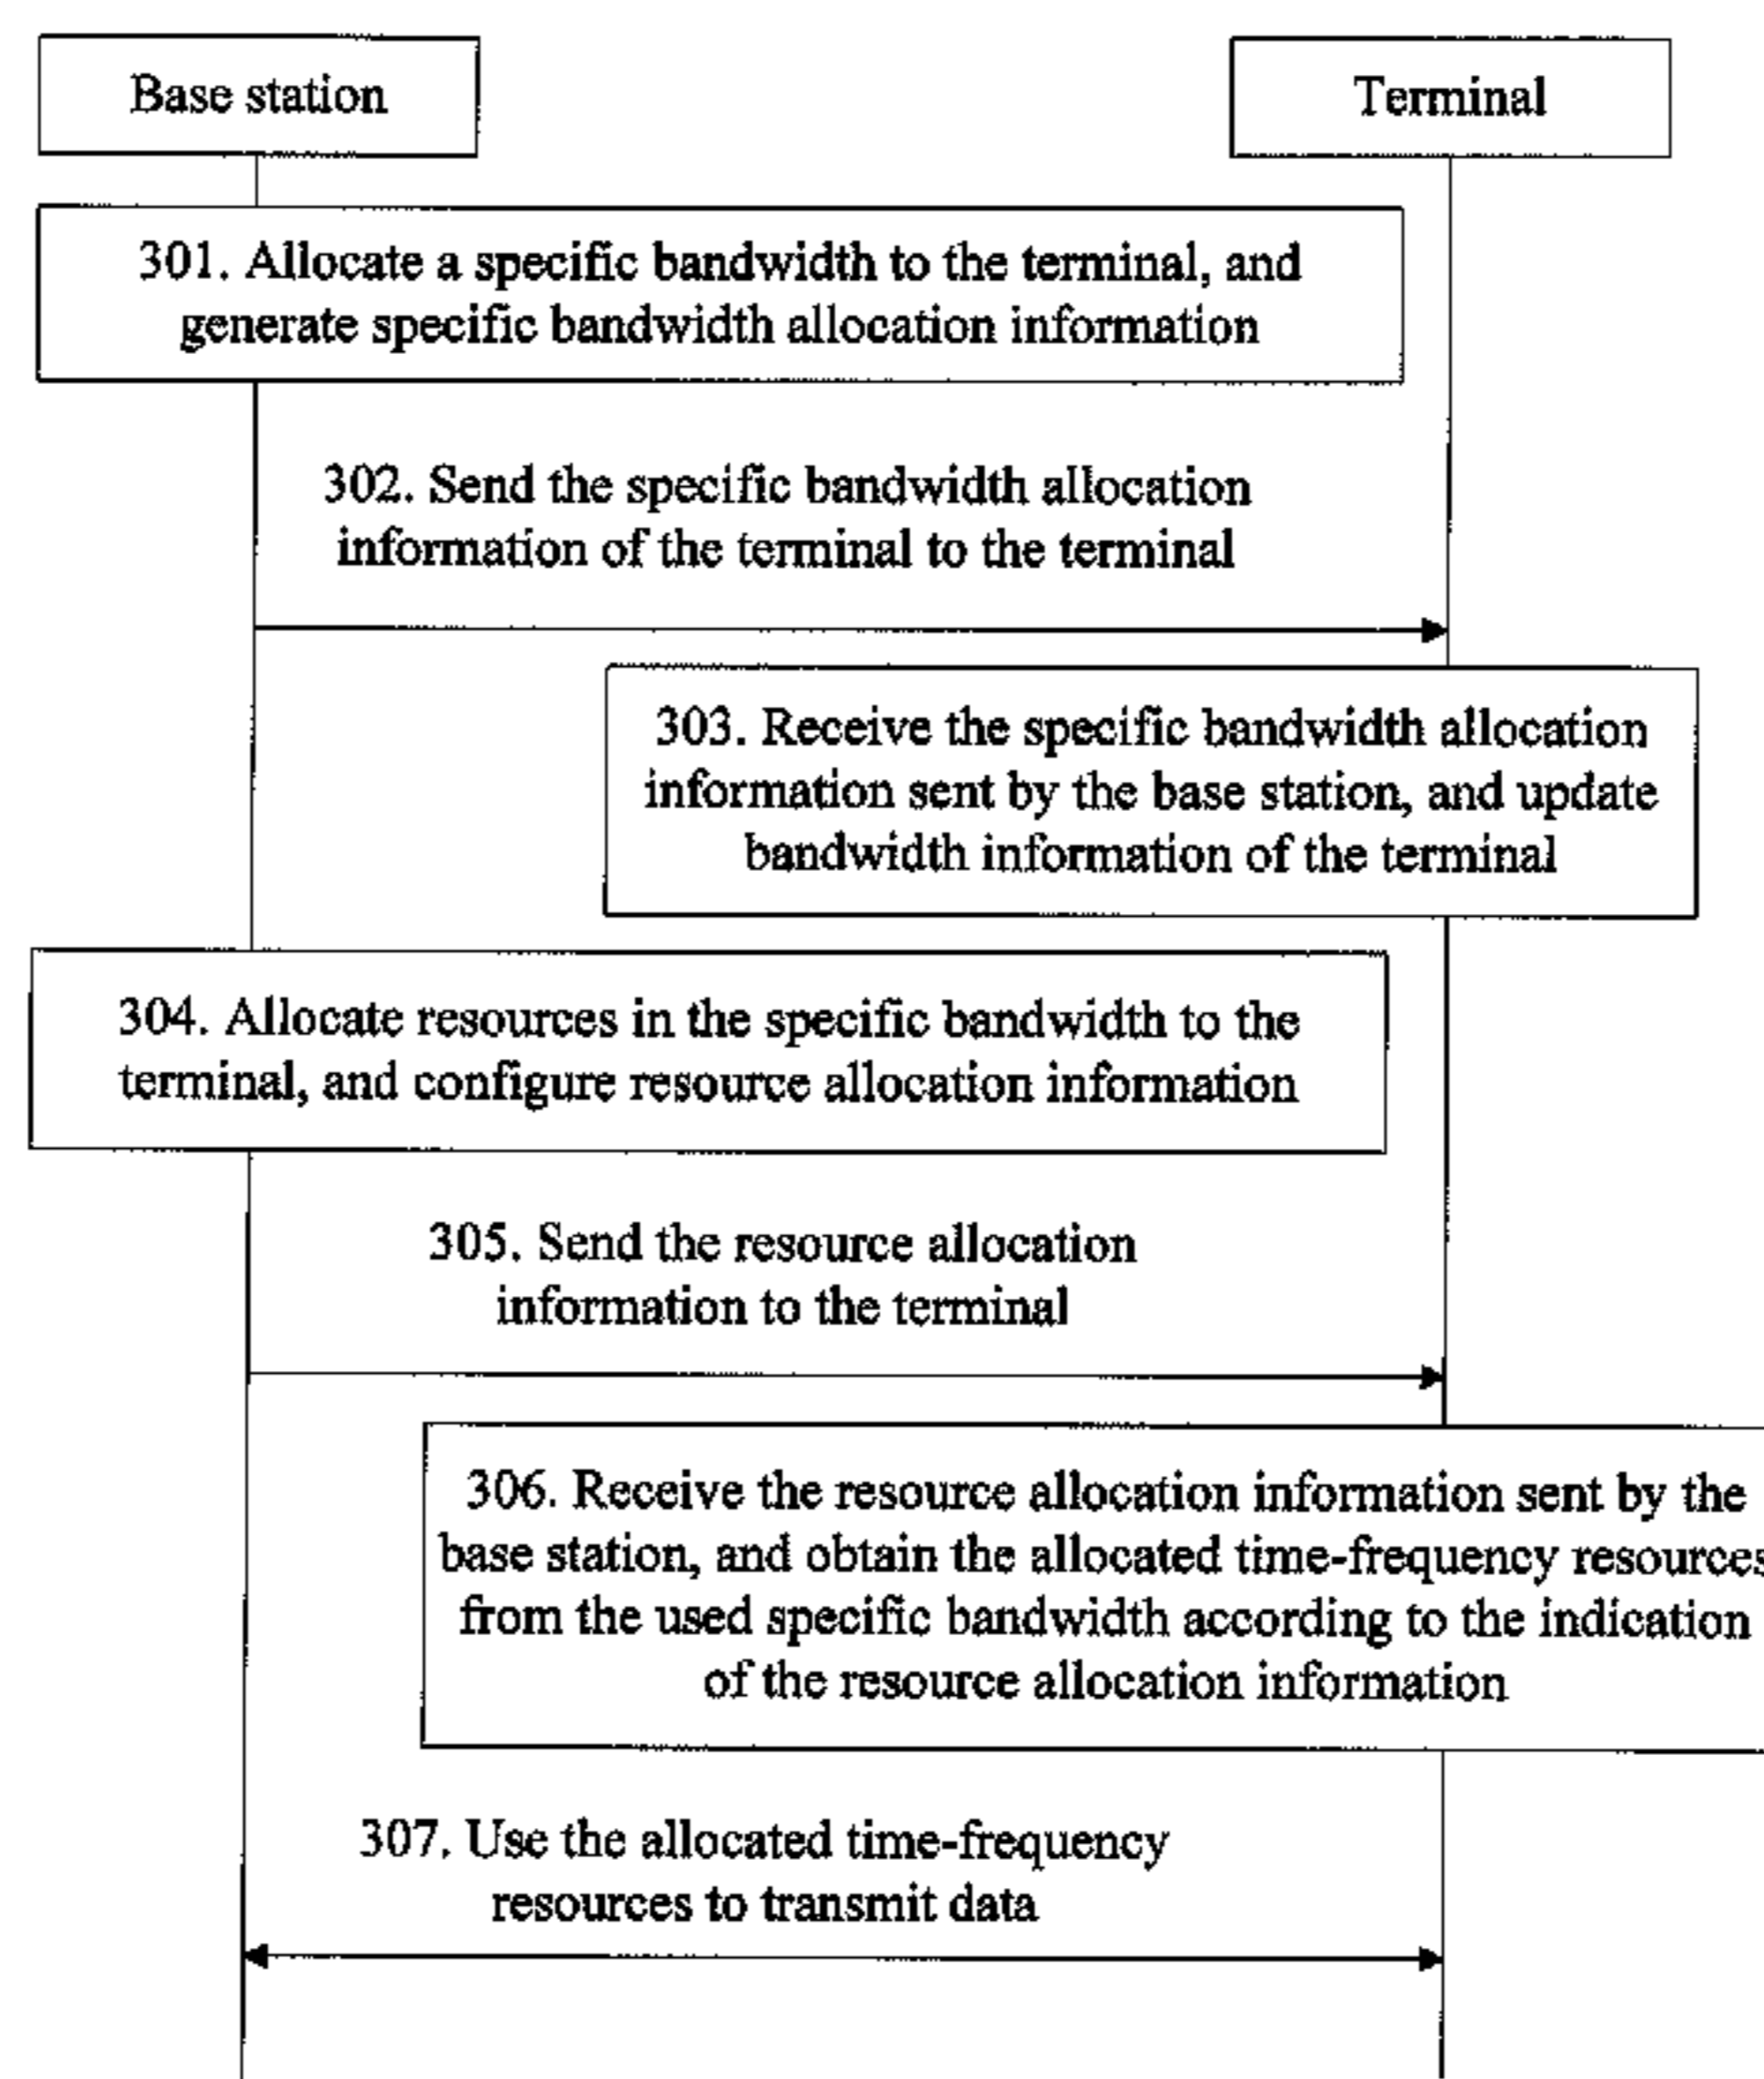 Base station
Terminal
301. Allocate a specific bandwidth to the terminal, and
generate specific bandwidth allocation information
302. Send the specific bandwidth allocation
information of the terminal to the terminal
303. Receive the specific bandwidth allocation
information sent by the base station, and update
bandwidth information of the terminal
304. Allocate resources in the specific bandwidth to the
terminal, and configure resource allocation information
305. Send the resource allocation
information to the terminal
306. Receive the resource allocation information sent by the
base station, and obtain the allocated time-frequency resources
from the used specific bandwidth according to the indication
of the resource allocation information
307. Use the allocated time-frequency
resources to transmit data